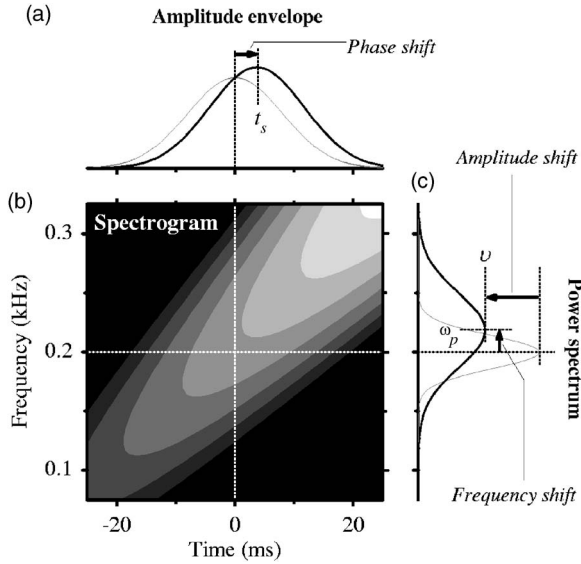 (a)
Amplitude envelope
Phase shift
t_s
Amplitude shift
(b)
Spectrogram
(c)
υ
ω_p
Power spectrum
Frequency shift
Frequency (kHz)
0.3
0.2
0.1
-20
0
20
Time (ms)